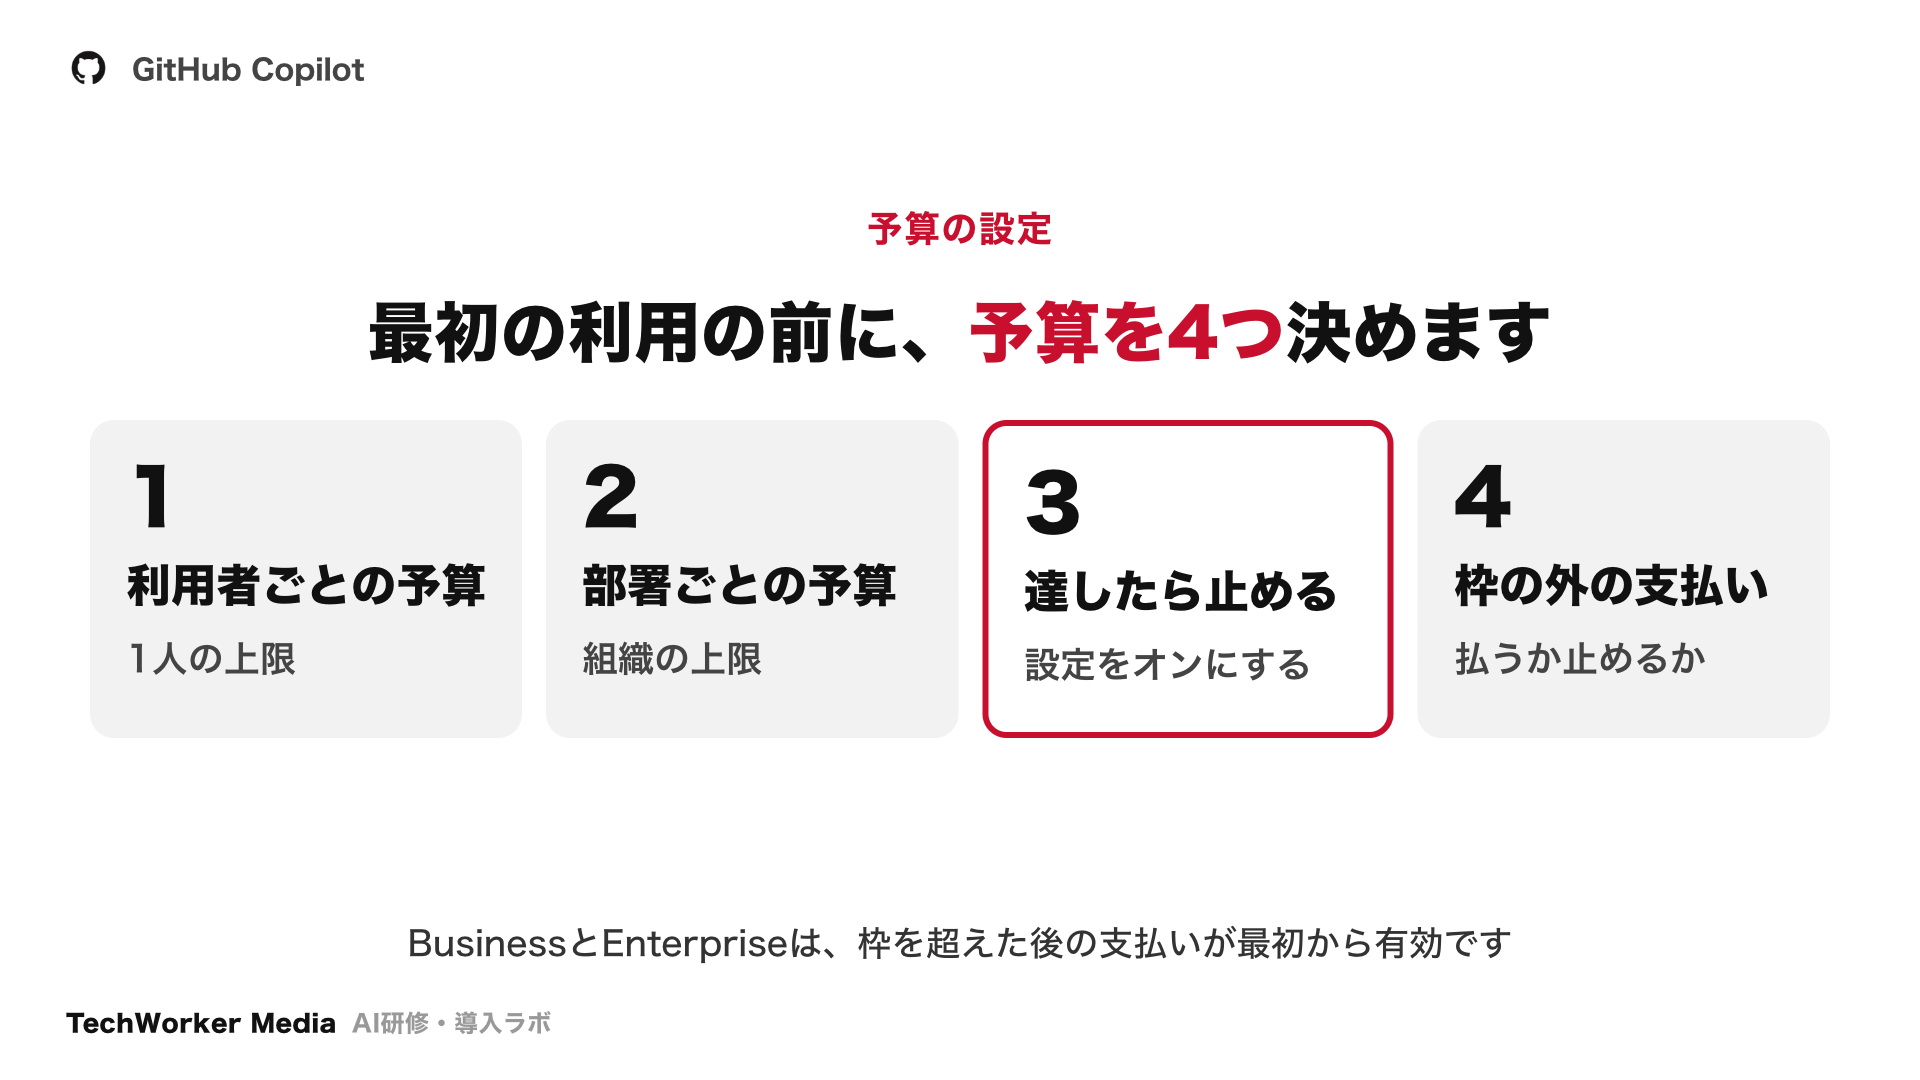 GitHub Copilot
予算の設定
最初の利用の前に、予算を4つ決めます
1
利用者ごとの予算
1人の上限
2
部署ごとの予算
組織の上限
3
達したら止める
設定をオンにする
4
枠の外の支払い
払うか止めるか
BusinessとEnterpriseは、枠を超えた後の支払いが最初から有効です
TechWorker Media AI研修・導入ラボ